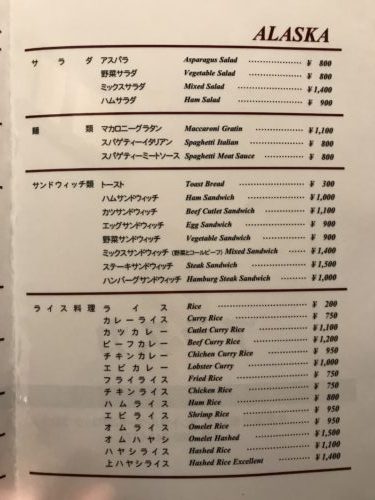 ALASKA
サラダ アスパラ Asparagus Salad ¥ 800
野菜サラダ Vegetable Salad ¥ 800
ミックスサラダ Mixed Salad ¥1,400
ハムサラダ Ham Salad ¥ 900
麺類 マカロニーグラタン Maccaroni Gratin ¥1,100
スパゲティーイタリアン Spaghetti Italian ¥ 800
スパゲティーミートソース Spaghetti Meat Sauce ¥ 800
サンドウィッチ類 トースト Toast Bread ¥ 300
ハムサンドウィッチ Ham Sandwich ¥1,000
カツサンドウィッチ Beef Cutlet Sandwich ¥1,100
エッグサンドウィッチ Egg Sandwich ¥ 900
野菜サンドウィッチ Vegetable Sandwich ¥ 900
ミックスサンドウィッチ (野菜とコールビーフ) Mixed Sandwich ¥1,400
ステーキサンドウィッチ Steak Sandwich ¥1,500
ハンバーグサンドウィッチ Hamburg Steak Sandwich ¥1,000
ライス料理 ライス Rice ¥ 200
カレーライス Curry Rice ¥ 750
カツカレー Cutlet Curry Rice ¥1,100
ビーフカレー Beef Curry Rice ¥1,200
チキンカレー Chichen Curry Rice ¥ 950
エビカレー Lobster Curry ¥1,000
フライライス Fried Rice ¥ 750
チキンライス Chicken Rice ¥ 750
ハムライス Ham Rice ¥ 800
エビライス Shrimp Rice ¥ 950
オムライス Omelet Rice ¥ 950
オムハヤシ Omelet Hashed ¥1,500
ハヤシライス Hashed Rice ¥1,100
上ハヤシライス Hashed Rice Excellent ¥1,400